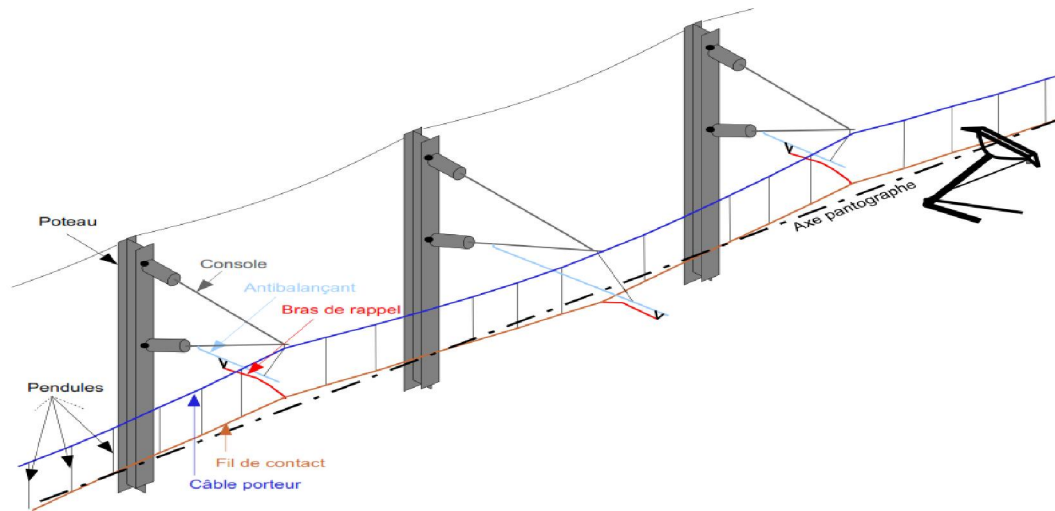 Poteau
Console
Antibalançant
Bras de rappel
Axe pantographe
Pendules
Fil de contact
Câble porteur